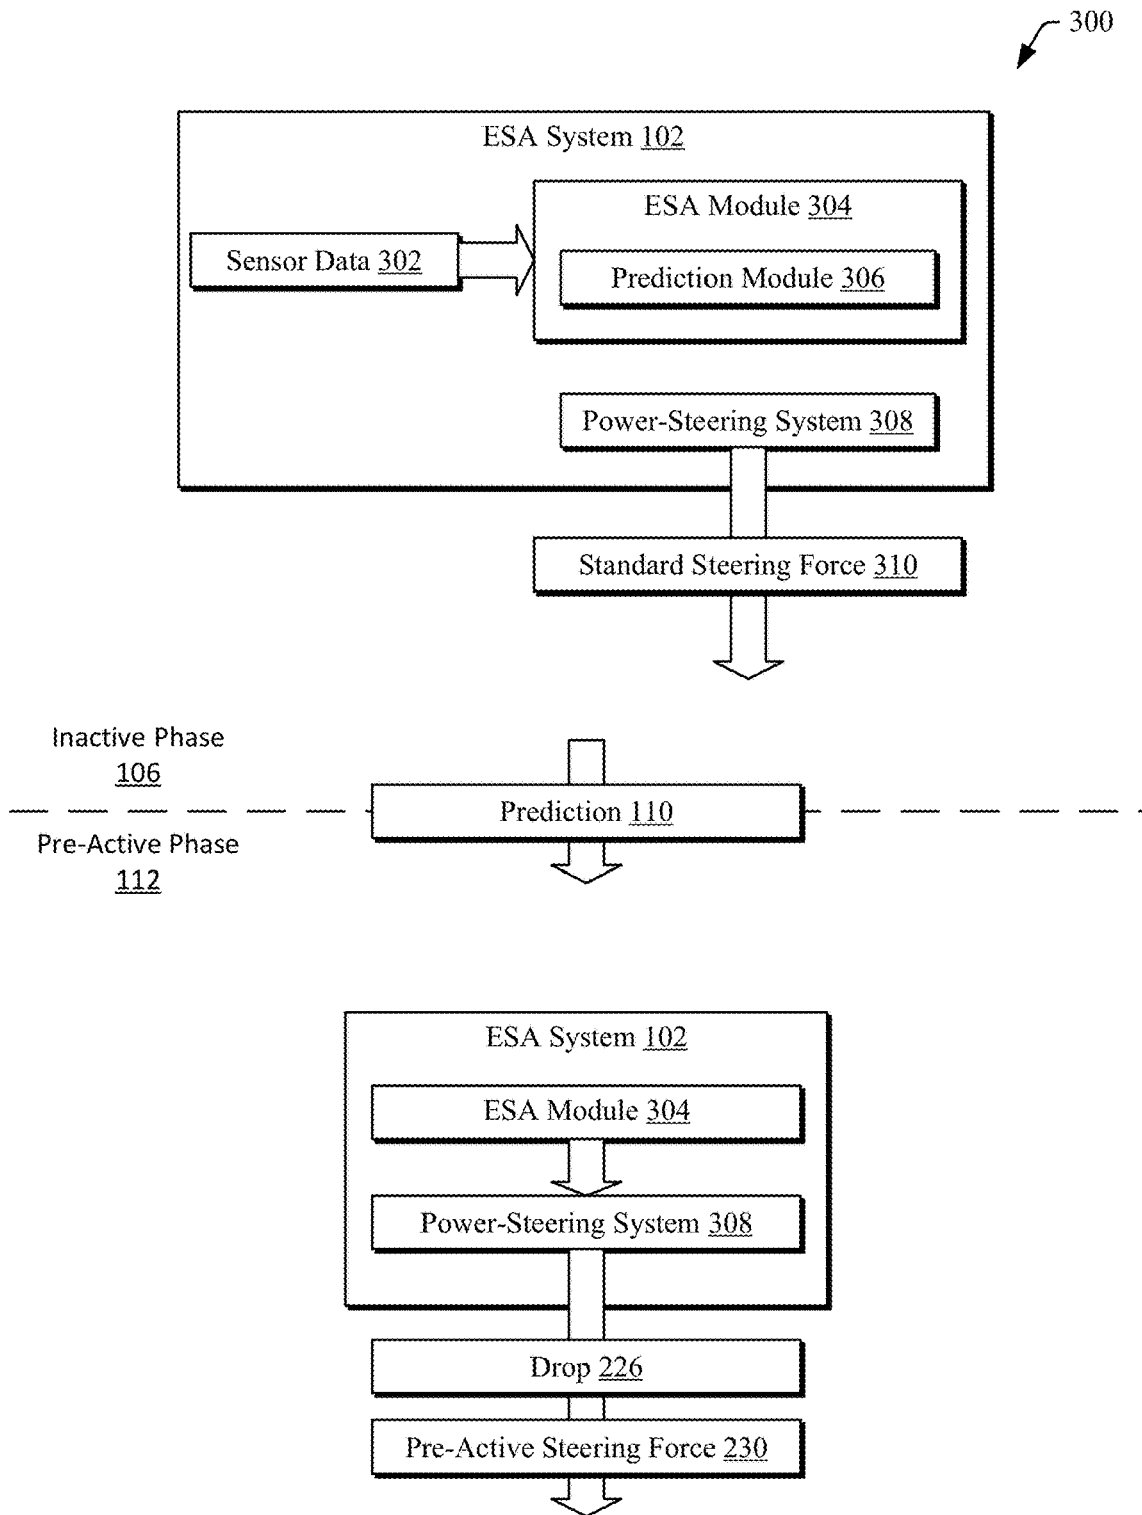 300
ESA System 102
ESA Module 304
Sensor Data 302
Prediction Module 306
Power-Steering System 308
Standard Steering Force 310
Inactive Phase
106
Prediction 110
Pre-Active Phase
112
ESA System 102
ESA Module 304
Power-Steering System 308
Drop 226
Pre-Active Steering Force 230